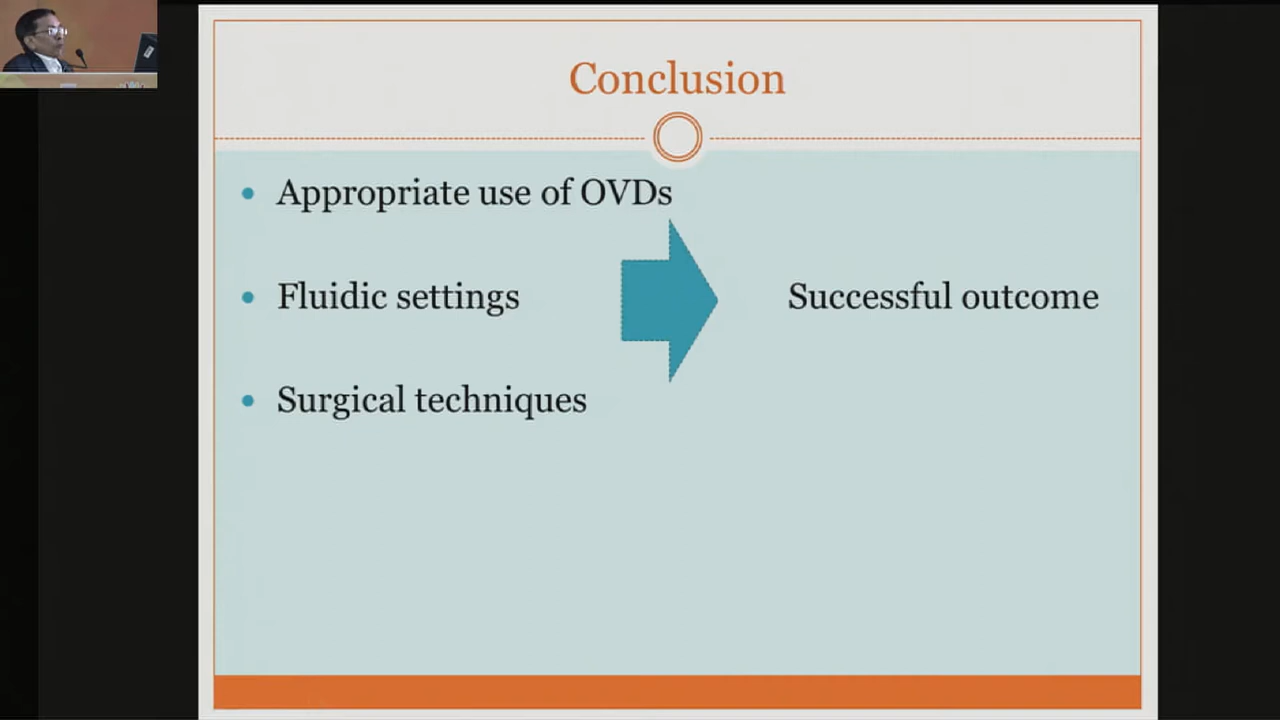 Conclusion
Appropriate use of OVDs
Fluidic settings
Successful outcome
Surgical techniques